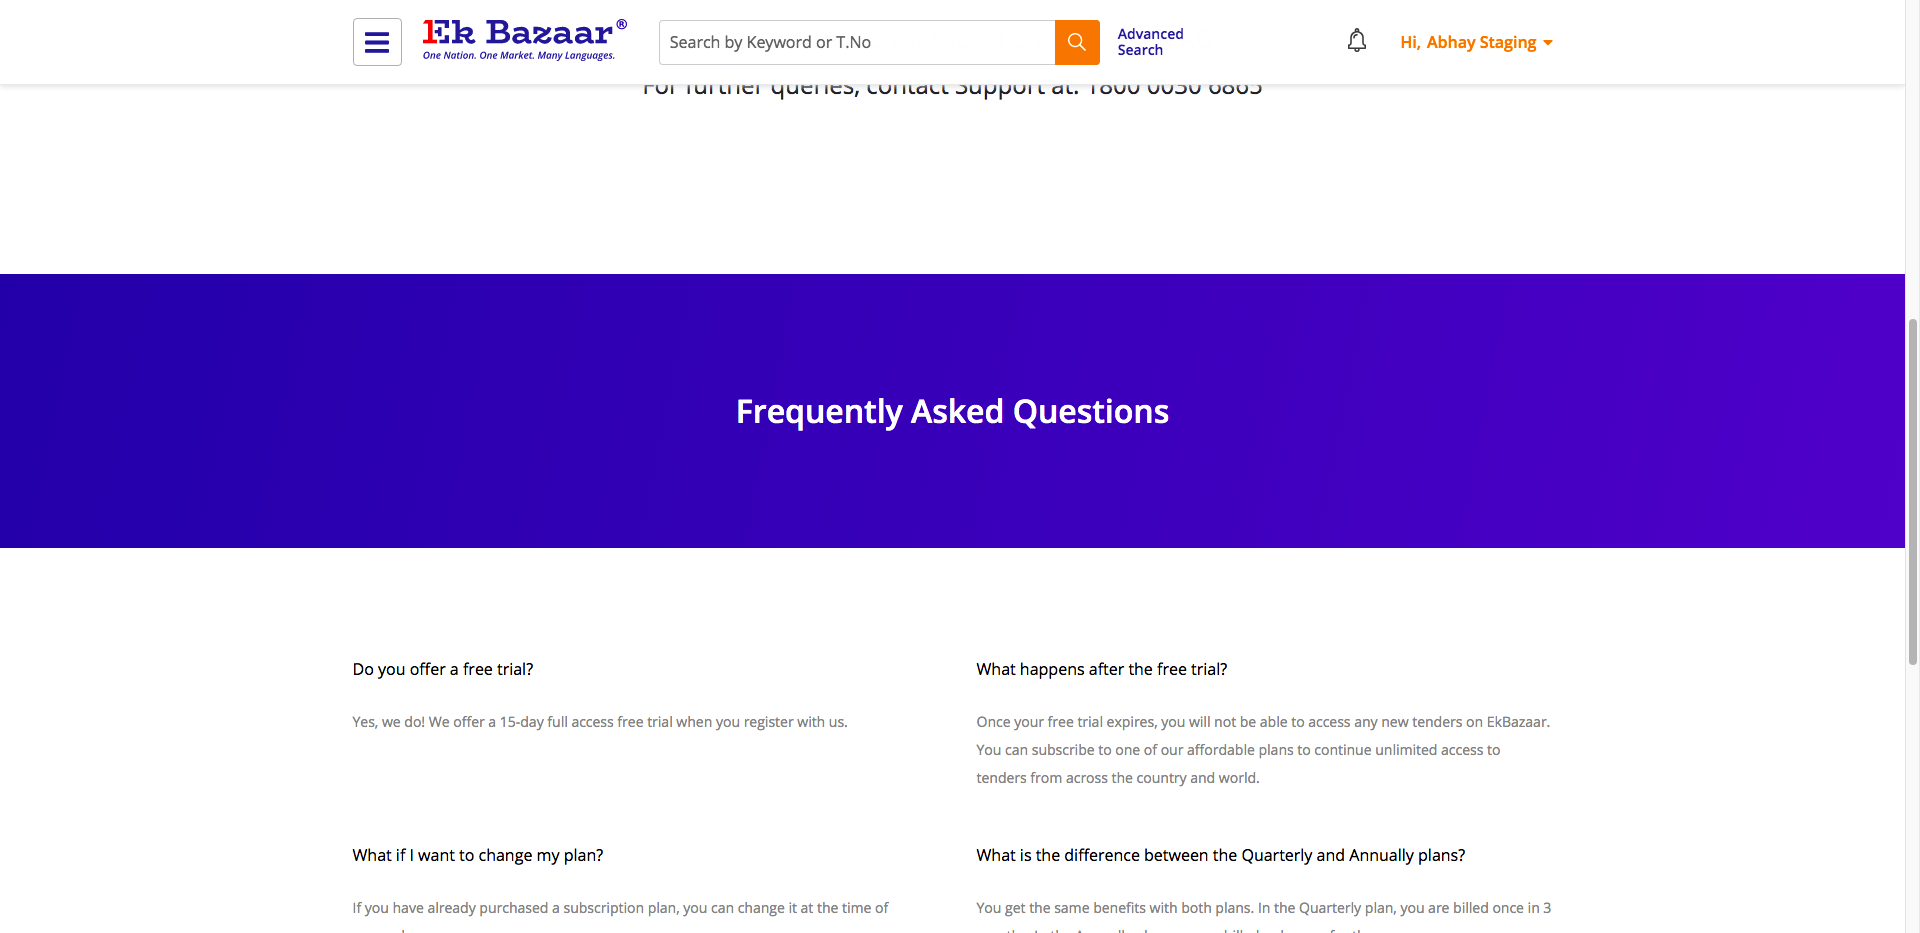 Ek Bazaar®
One Nation. One Market. Many Languages.
Search by Keyword or T.No
Advanced
Search
Hi, Abhay Staging
For further queries, contact Support at: 1800 0030 6865
Frequently Asked Questions
Do you offer a free trial?
Yes, we do! We offer a 15-day full access free trial when you register with us.
What happens after the free trial?
Once your free trial expires, you will not be able to access any new tenders on EkBazaar.
You can subscribe to one of our affordable plans to continue unlimited access to
tenders from across the country and world.
What if I want to change my plan?
If you have already purchased a subscription plan, you can change it at the time of
What is the difference between the Quarterly and Annually plans?
You get the same benefits with both plans. In the Quarterly plan, you are billed once in 3